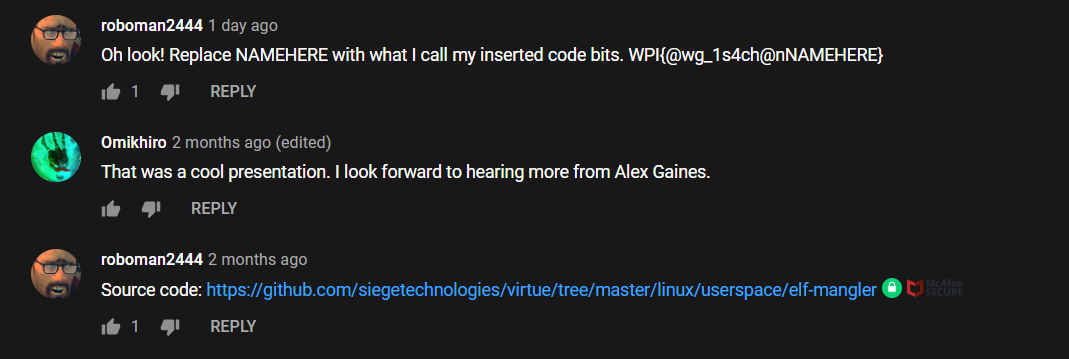 roboman2444 1 day ago
Oh look! Replace NAMEHERE with what I call my inserted code bits. WPI{@wg_1s4ch@nNAMEHERE}
1 REPLY
Omikhiro 2 months ago (edited)
That was a cool presentation. I look forward to hearing more from Alex Gaines.
REPLY
roboman2444 2 months ago
Source code: https://github.com/siegetechnologies/virtue/tree/master/linux/userspace/elf-mangler McAfee
SECURE
1 REPLY